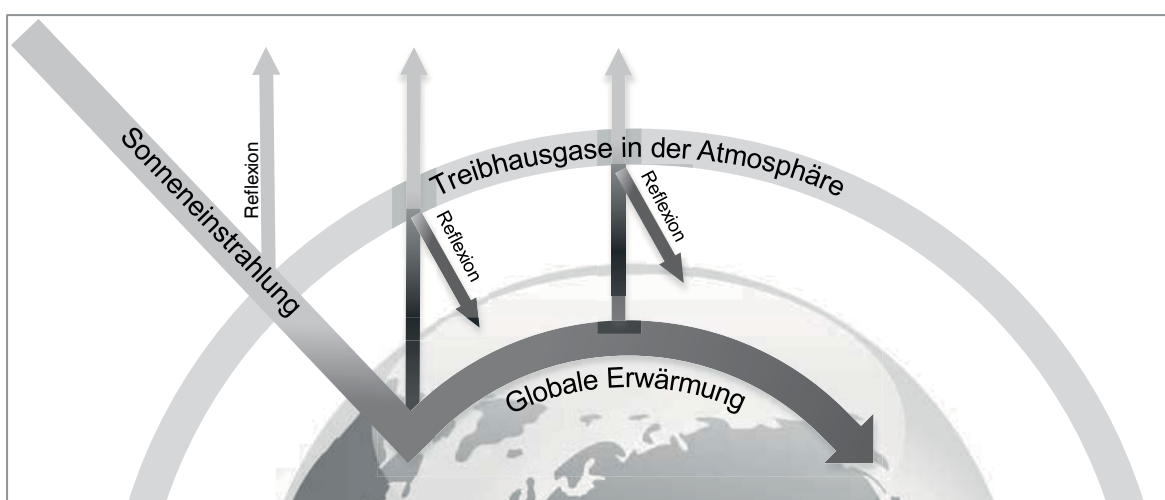 Sonneneinstrahlung
Reflexion
Treibhausgase in der Atmosphäre
Reflexion
Reflexion
Globale Erwärmung